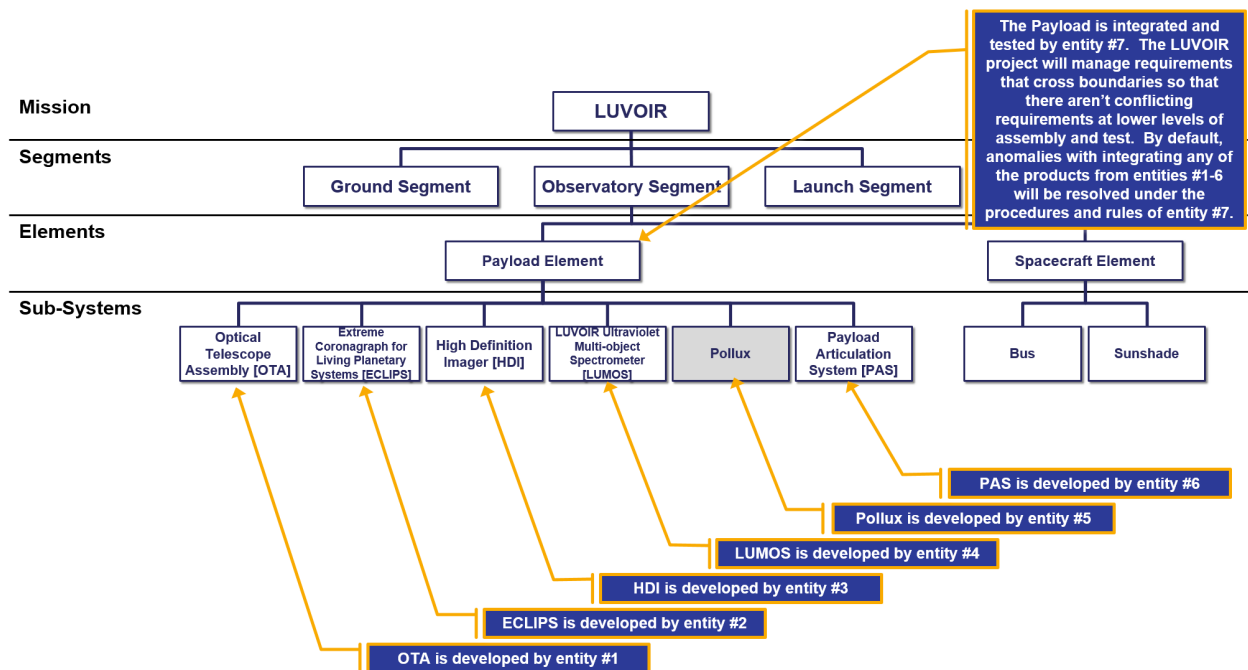 The Payload is integrated and
tested by entity #7.  The LUVOIR
project will manage requirements
that cross boundaries so that
there aren’t conflicting
requirements at lower levels of
assembly and test.  By default,
anomalies with integrating any of
the products from entities #1-6
will be resolved under the
procedures and rules of entity #7.
Mission
LUVOIR
Segments
Ground Segment
Observatory Segment
Launch Segment
Elements
Payload Element
Spacecraft Element
Sub-Systems
Optical
Telescope
Assembly [OTA]
Extreme
Coronagraph for
Living Planetary
Systems [ECLIPS]
High Definition
Imager [HDI]
LUVOIR Ultraviolet
Multi-object
Spectrometer
[LUMOS]
Pollux
Payload
Articulation
System [PAS]
Bus
Sunshade
PAS is developed by entity #6
Pollux is developed by entity #5
LUMOS is developed by entity #4
HDI is developed by entity #3
ECLIPS is developed by entity #2
OTA is developed by entity #1